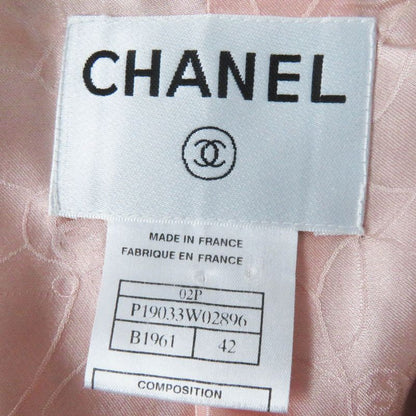 CHANEL
MADE IN FRANCE
FABRIQUE EN FRANCE
02P
P19033W02896
B1961 42
COMPOSITION